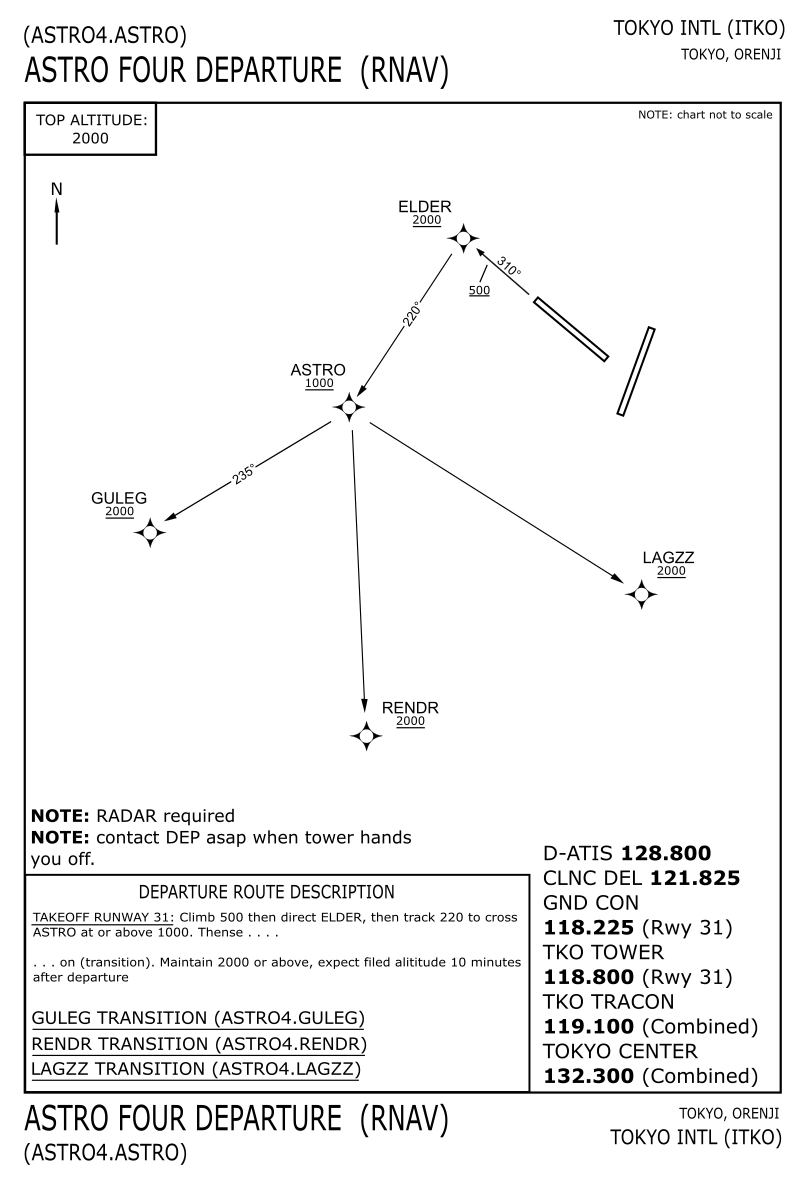 (ASTRO4.ASTRO)
ASTRO FOUR DEPARTURE (RNAV)
TOKYO INTL (ITKO)
TOKYO, ORENJI
TOP ALTITUDE:
2000
NOTE: chart not to scale
N
ELDER
2000
310°
500
220°
ASTRO
1000
235°
GULEG
2000
LAGZZ
2000
RENDR
2000
NOTE: RADAR required
NOTE: contact DEP asap when tower hands
you off.
DEPARTURE ROUTE DESCRIPTION
TAKEOFF RUNWAY 31: Climb 500 then direct ELDER, then track 220 to cross
ASTRO at or above 1000. Thense . . . .
. . . on (transition). Maintain 2000 or above, expect filed alititude 10 minutes
after departure
GULEG TRANSITION (ASTRO4.GULEG)
RENDR TRANSITION (ASTRO4.RENDR)
LAGZZ TRANSITION (ASTRO4.LAGZZ)
D-ATIS 128.800
CLNC DEL 121.825
GND CON
118.225 (Rwy 31)
TKO TOWER
118.800 (Rwy 31)
TKO TRACON
119.100 (Combined)
TOKYO CENTER
132.300 (Combined)
ASTRO FOUR DEPARTURE (RNAV)
(ASTRO4.ASTRO)
TOKYO, ORENJI
TOKYO INTL (ITKO)